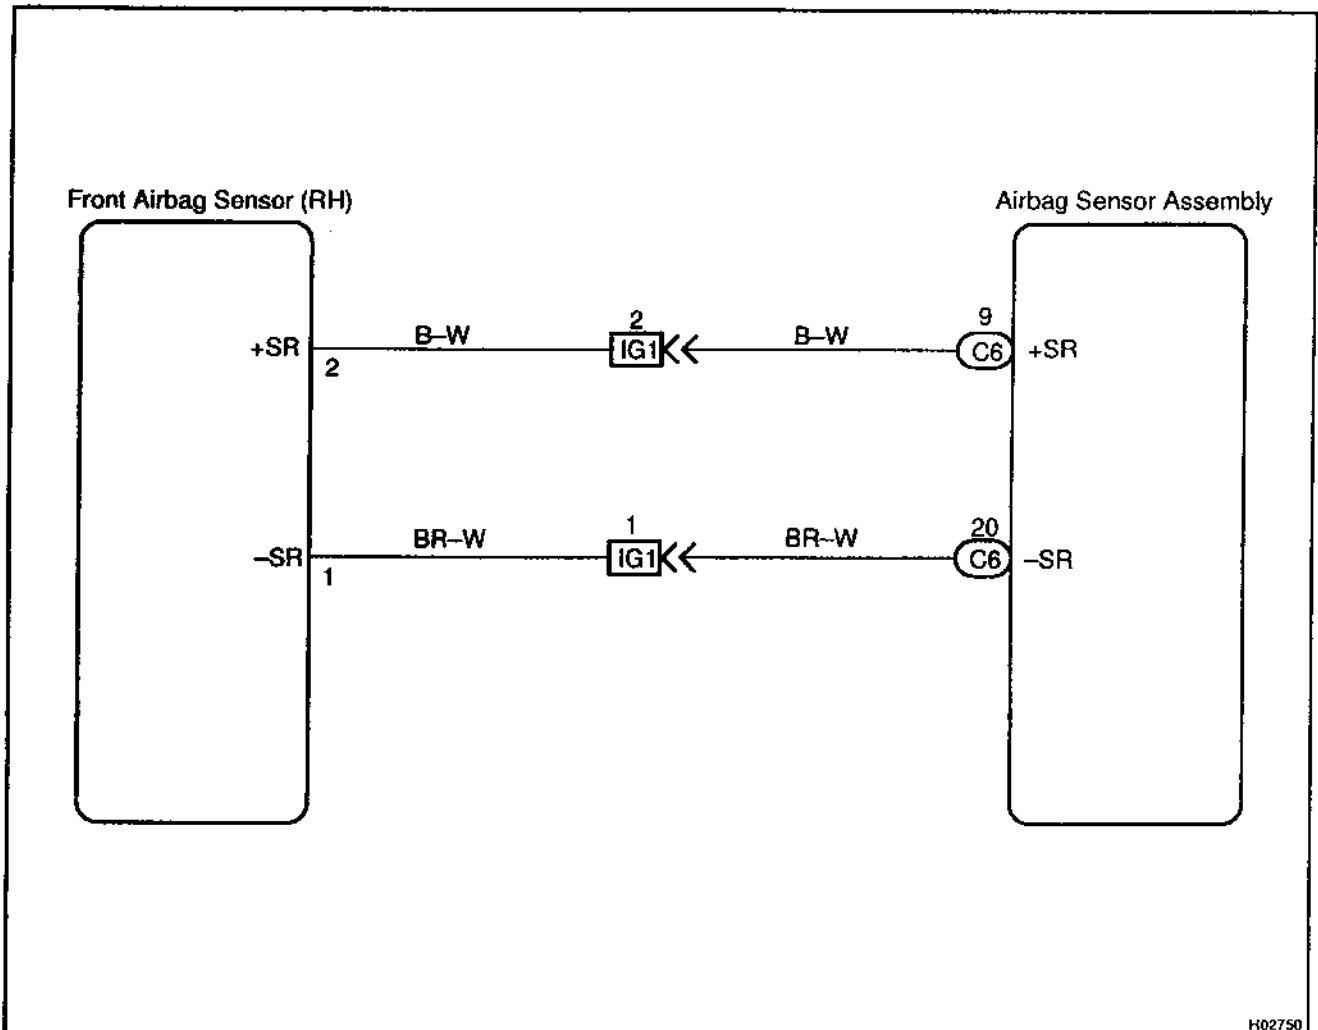 Front Airbag Sensor (RH)
Airbag Sensor Assembly
+SR
2
B–W
2
IG1
B–W
9
C6
+SR
–SR
1
BR–W
1
IG1
BR–W
20
C6
–SR
H02750